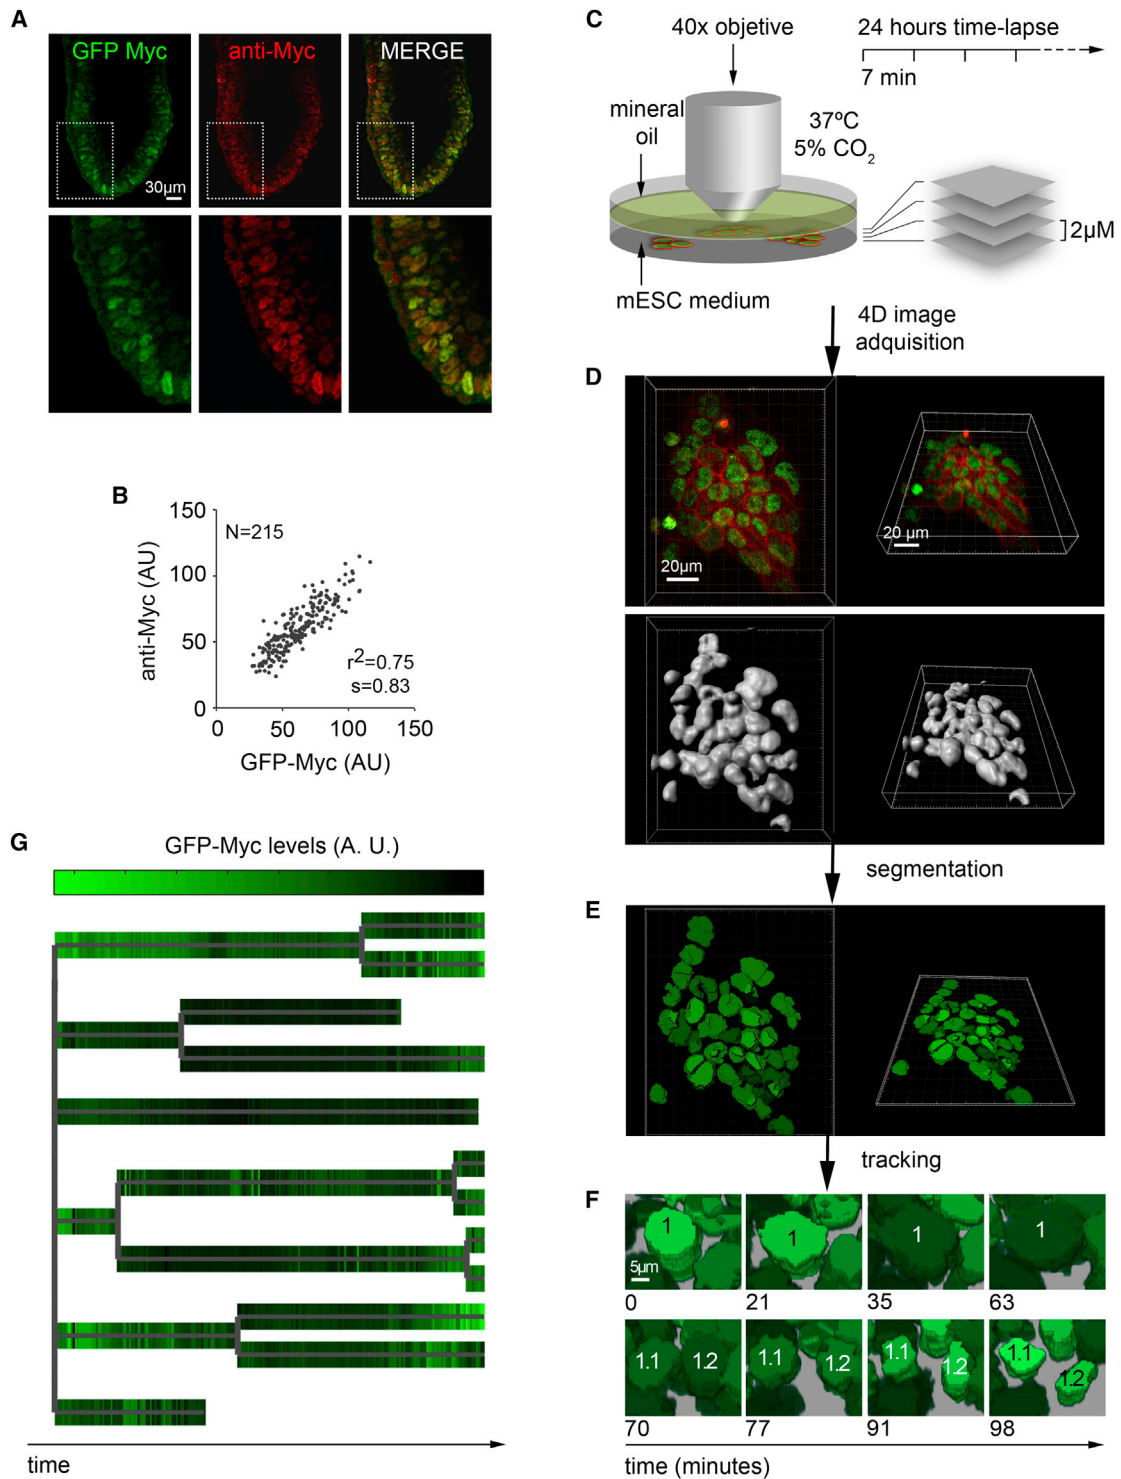 A
GFP Myc
anti-Myc
MERGE
30µm
B
150
100
50
0
anti-Myc (AU)
N=215
r2=0.75
s=0.83
0 50 100 150
GFP-Myc (AU)
G
GFP-Myc levels (A. U.)
time
C
40x objetive
24 hours time-lapse
7 min
mineral
oil
37ºC
5% CO2
2µM
mESC medium
4D image
adquisition
D
20µm
20 µm
segmentation
E
tracking
F
1
5µm
1
1
1
0
21
35
63
1.1 1.2
1.1 1.2
1.1 1.2
1.1 1.2
70
77
91
98
time (minutes)